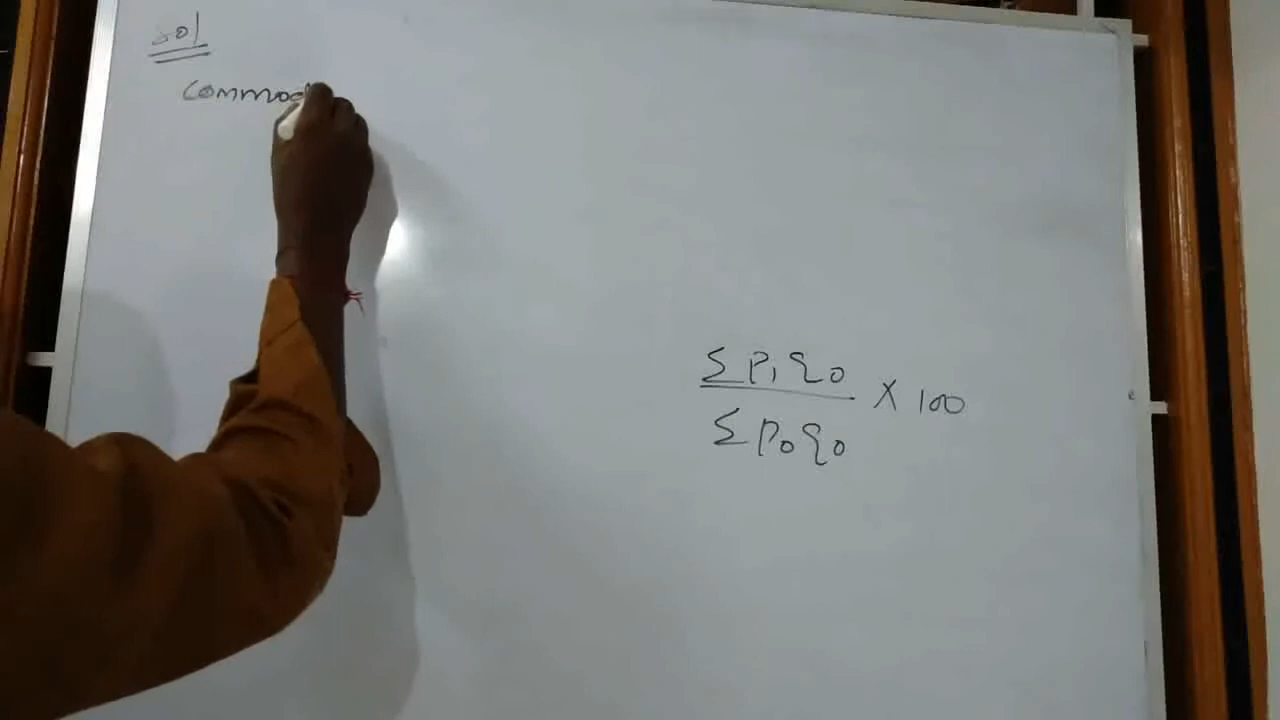 Sol
Commod
Σ P₁ q₀
Σ P₀ q₀
× 100